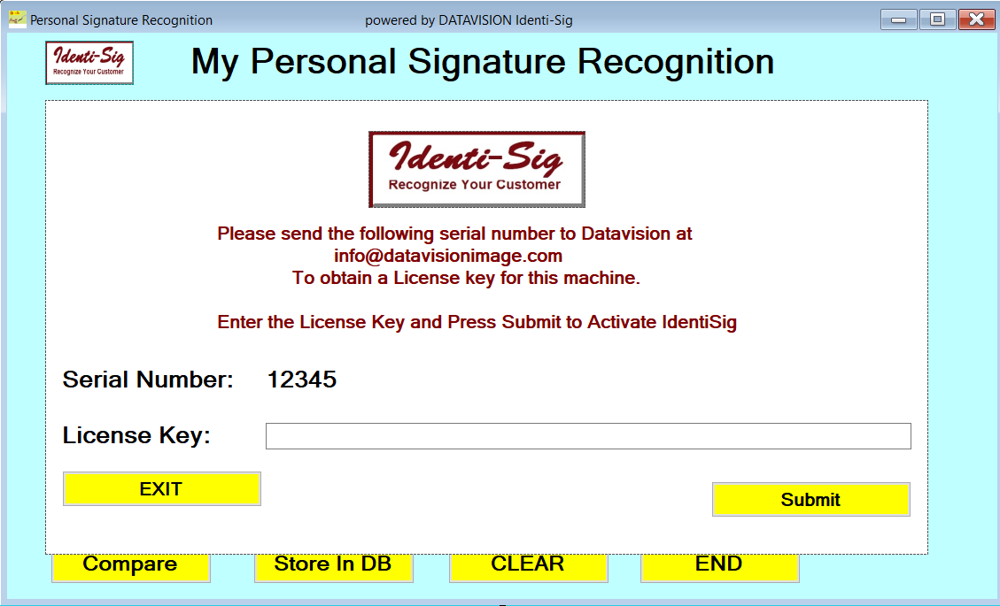 Personal Signature Recognition powered by DATAVISION Identi-Sig
Identi-Sig
Recognize Your Customer
My Personal Signature Recognition
Identi-Sig
Recognize Your Customer
Please send the following serial number to Datavision at
info@datavisionimage.com
To obtain a License key for this machine.
Enter the License Key and Press Submit to Activate IdentiSig
Serial Number: 12345
License Key:
EXIT
Submit
Compare Store In DB CLEAR END